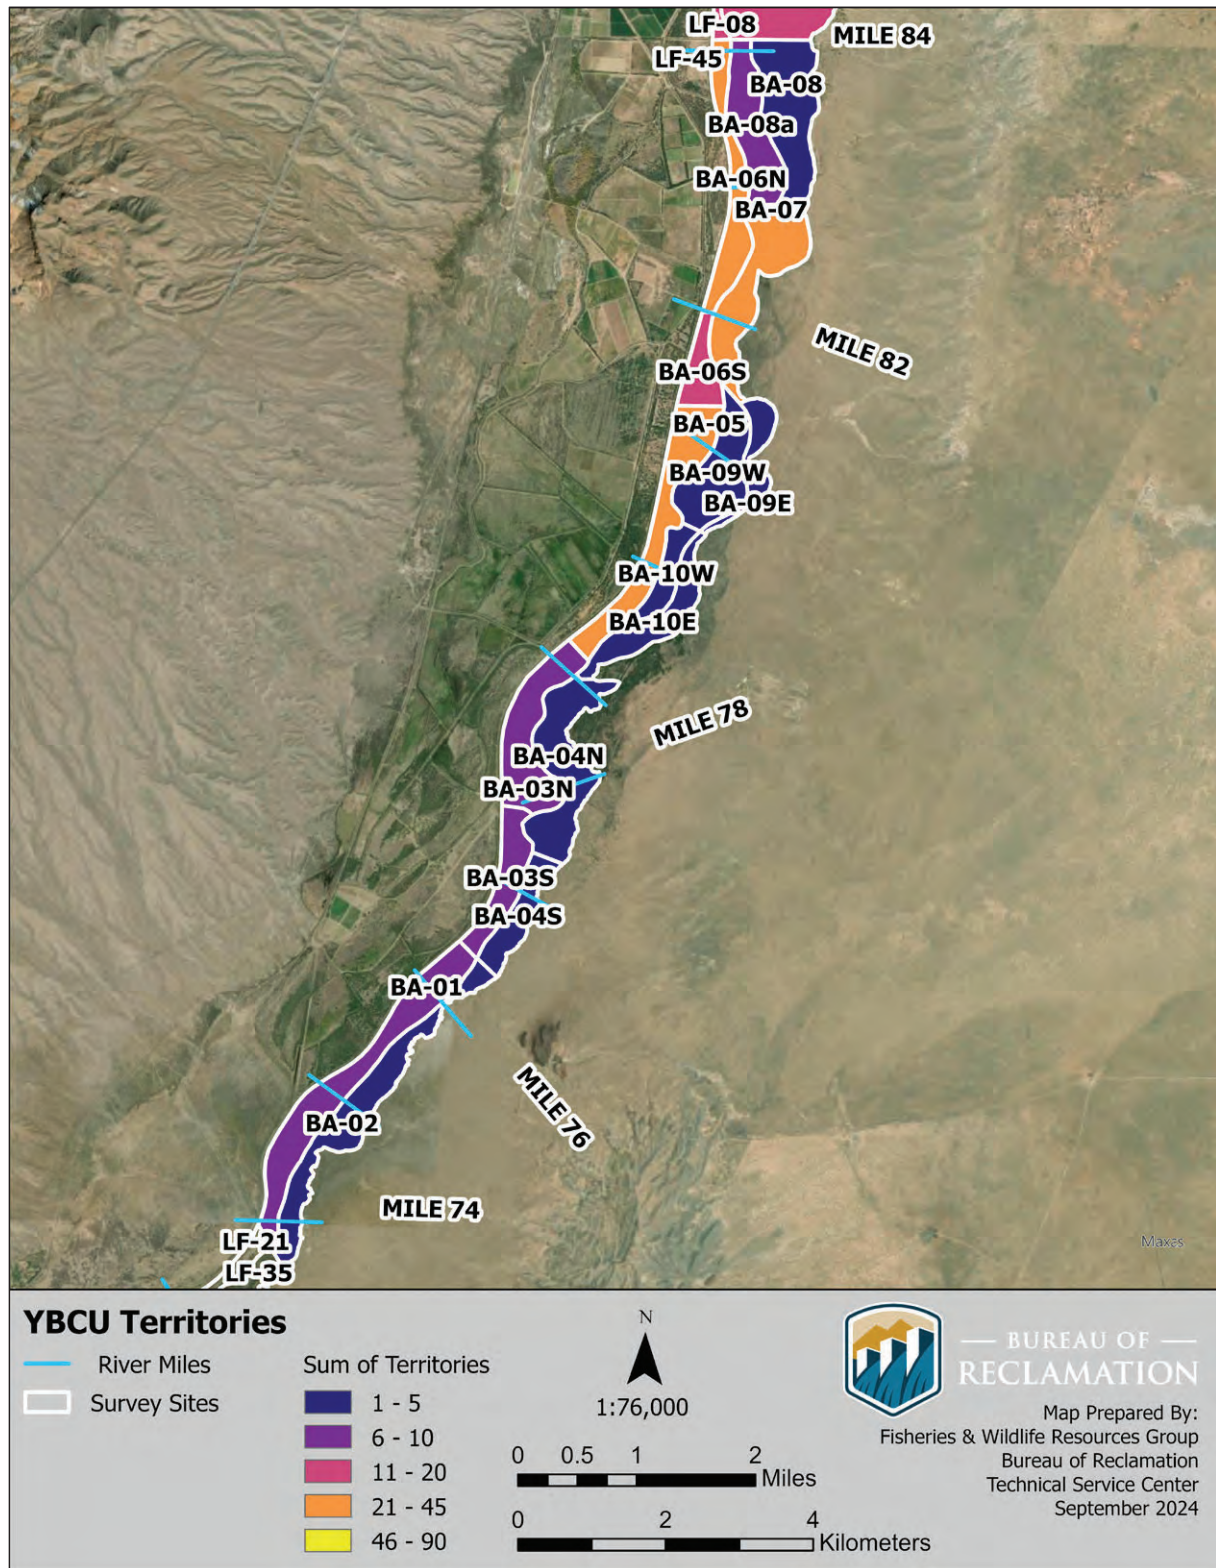 LF-08
MILE 84
LF-45
BA-08
BA-08a
BA-06N
BA-07
MILE 82
BA-06S
BA-05
BA-09W
BA-09E
BA-10W
BA-10E
MILE 78
BA-04N
BA-03N
BA-03S
BA-04S
BA-01
MILE 76
BA-02
MILE 74
LF-21
LF-35
Maxes
YBCU Territories
River Miles
Survey Sites
Sum of Territories
1 - 5
6 - 10
11 - 20
21 - 45
46 - 90
N
1:76,000
0 0.5 1 2
Miles
0 2 4
Kilometers
BUREAU OF
RECLAMATION
Map Prepared By:
Fisheries & Wildlife Resources Group
Bureau of Reclamation
Technical Service Center
September 2024